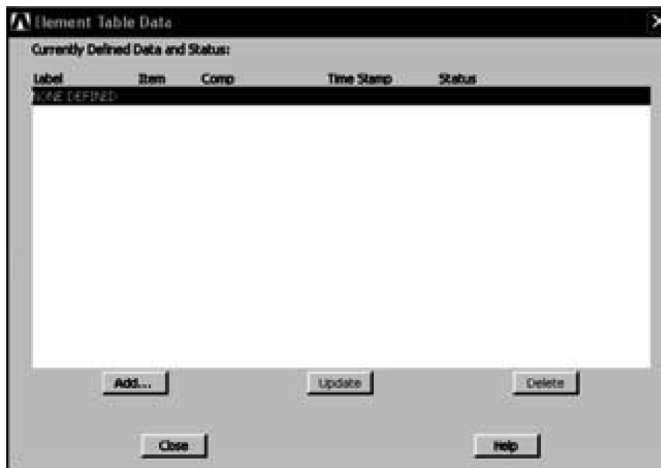 Element Table Data
Currently Defined Data and Status:
Label Item Comp Time Stamp Status
NONE DEFINED
Add... Update Delete
Close Help